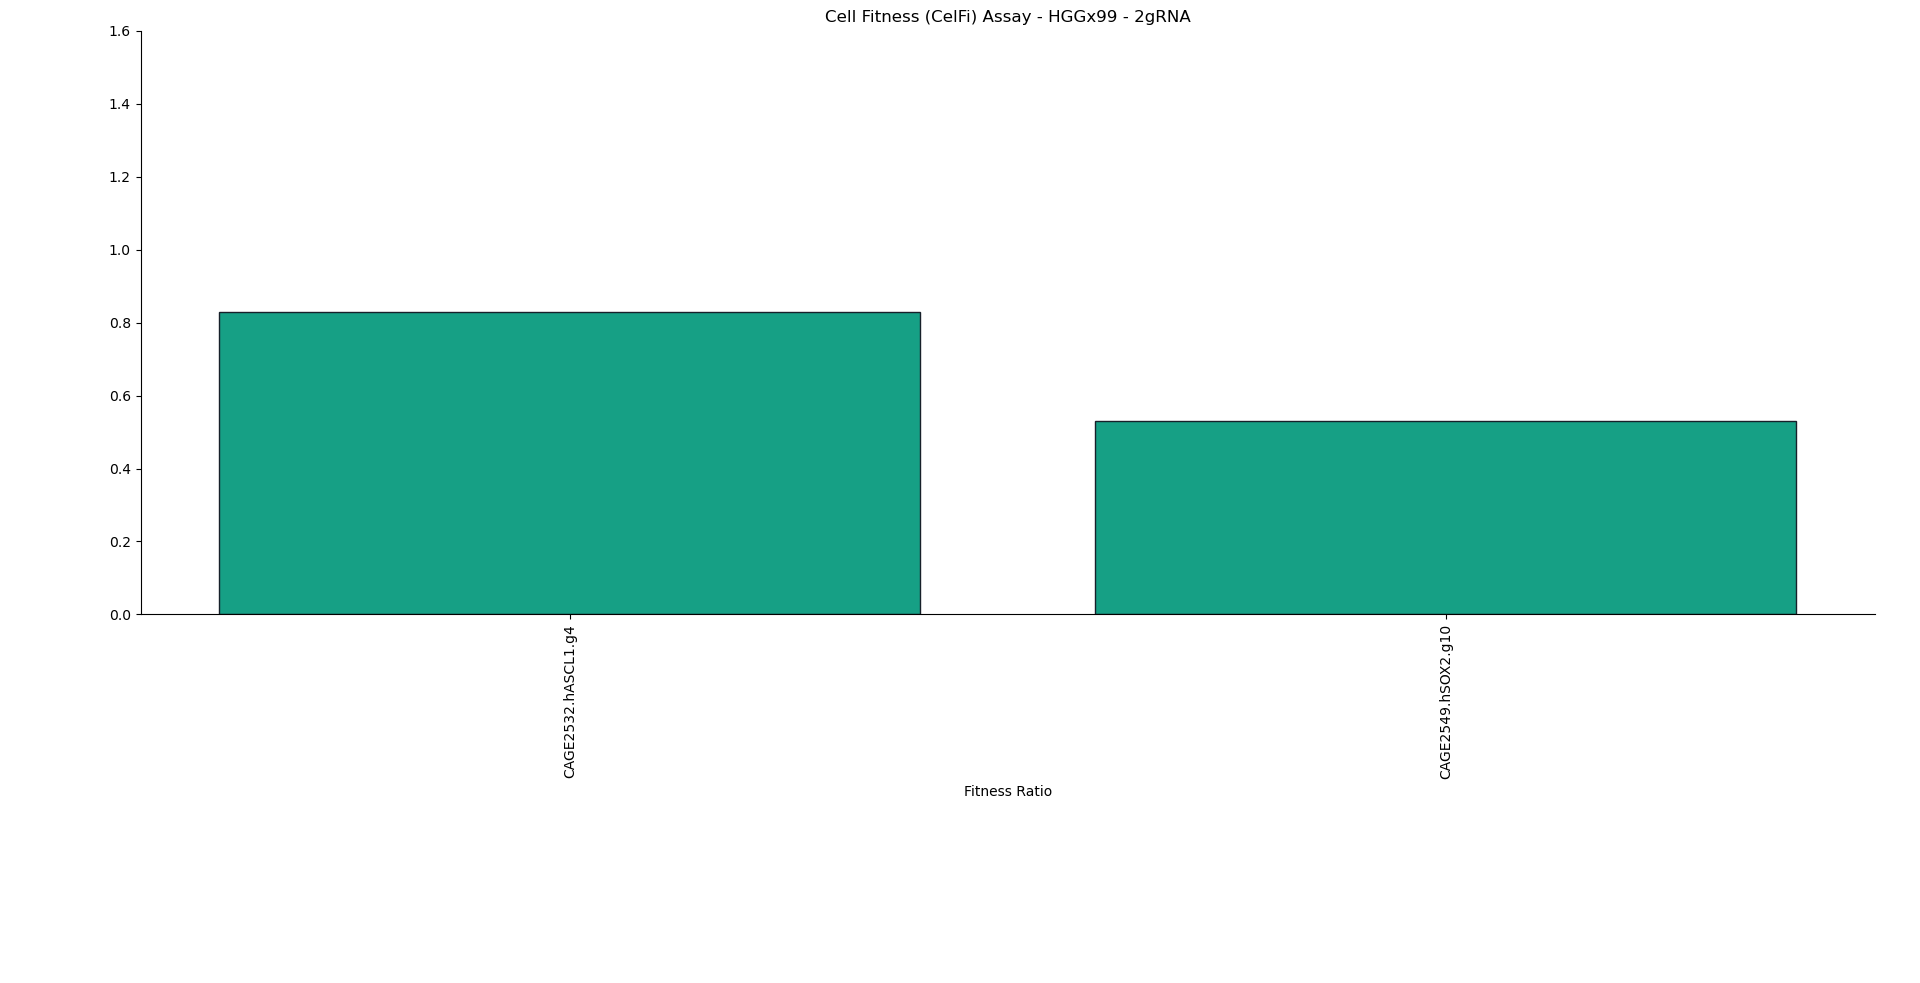 Cell Fitness (CelFi) Assay - HGGx99 - 2gRNA
1.6
1.4
1.2
1.0
0.8
0.6
0.4
0.2
0.0
CAGE2532.hASCL1.g4
CAGE2549.hSOX2.g10
Fitness Ratio